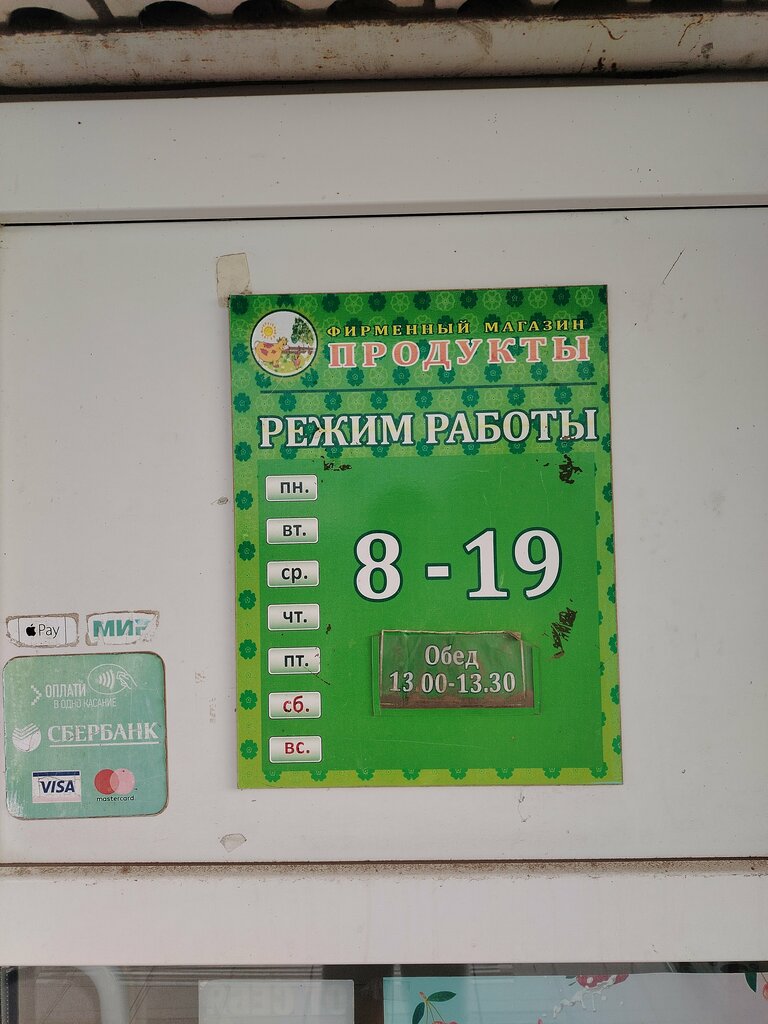 ФИРМЕННЫЙ МАГАЗИН
ПРОДУКТЫ
РЕЖИМ РАБОТЫ
ПН.
ВТ.
СР.
ЧТ.
ПТ.
СБ.
ВС.
8 - 19
Обед
13.00-13.30
Pay
МИР
ОПЛАТИ
В ОДНО КАСАНИЕ
СБЕРБАНК
VISA
mastercard